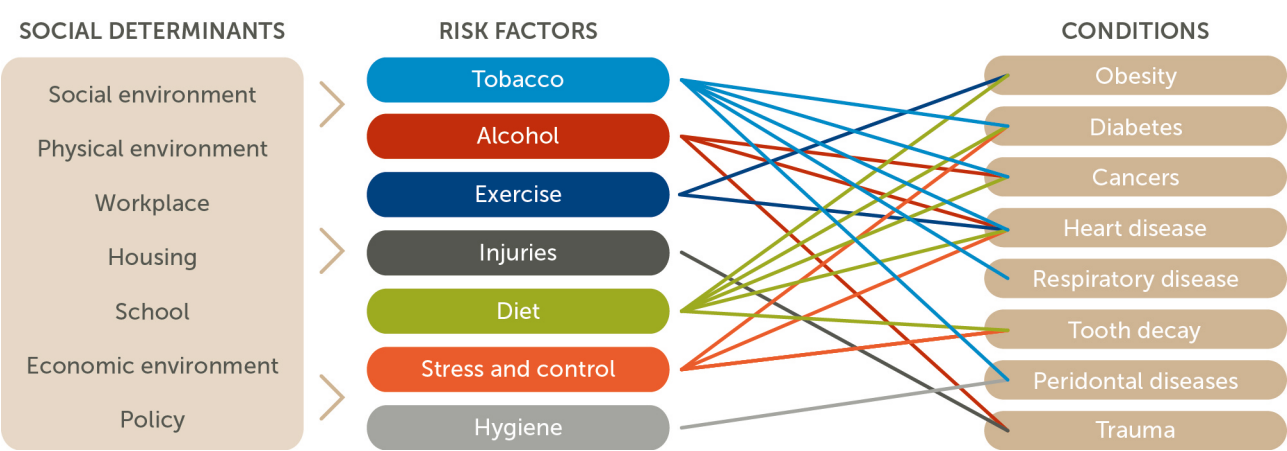 SOCIAL DETERMINANTS
Social environment
Physical environment
Workplace
Housing
School
Economic environment
Policy
RISK FACTORS
Tobacco
Alcohol
Exercise
Injuries
Diet
Stress and control
Hygiene
CONDITIONS
Obesity
Diabetes
Cancers
Heart disease
Respiratory disease
Tooth decay
Peridontal diseases
Trauma